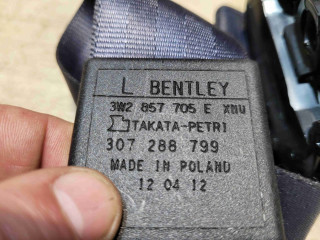 L BENTLEY
3W2 857 705 E XNU
TAKATA-PETRI
307 288 799
MADE IN POLAND
12 04 12